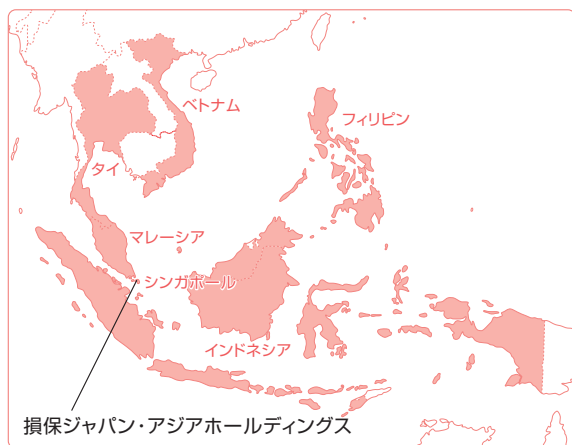 ベトナム
フィリピン
タイ
マレーシア
シンガポール
インドネシア
損保ジャパン・アジアホールディングス